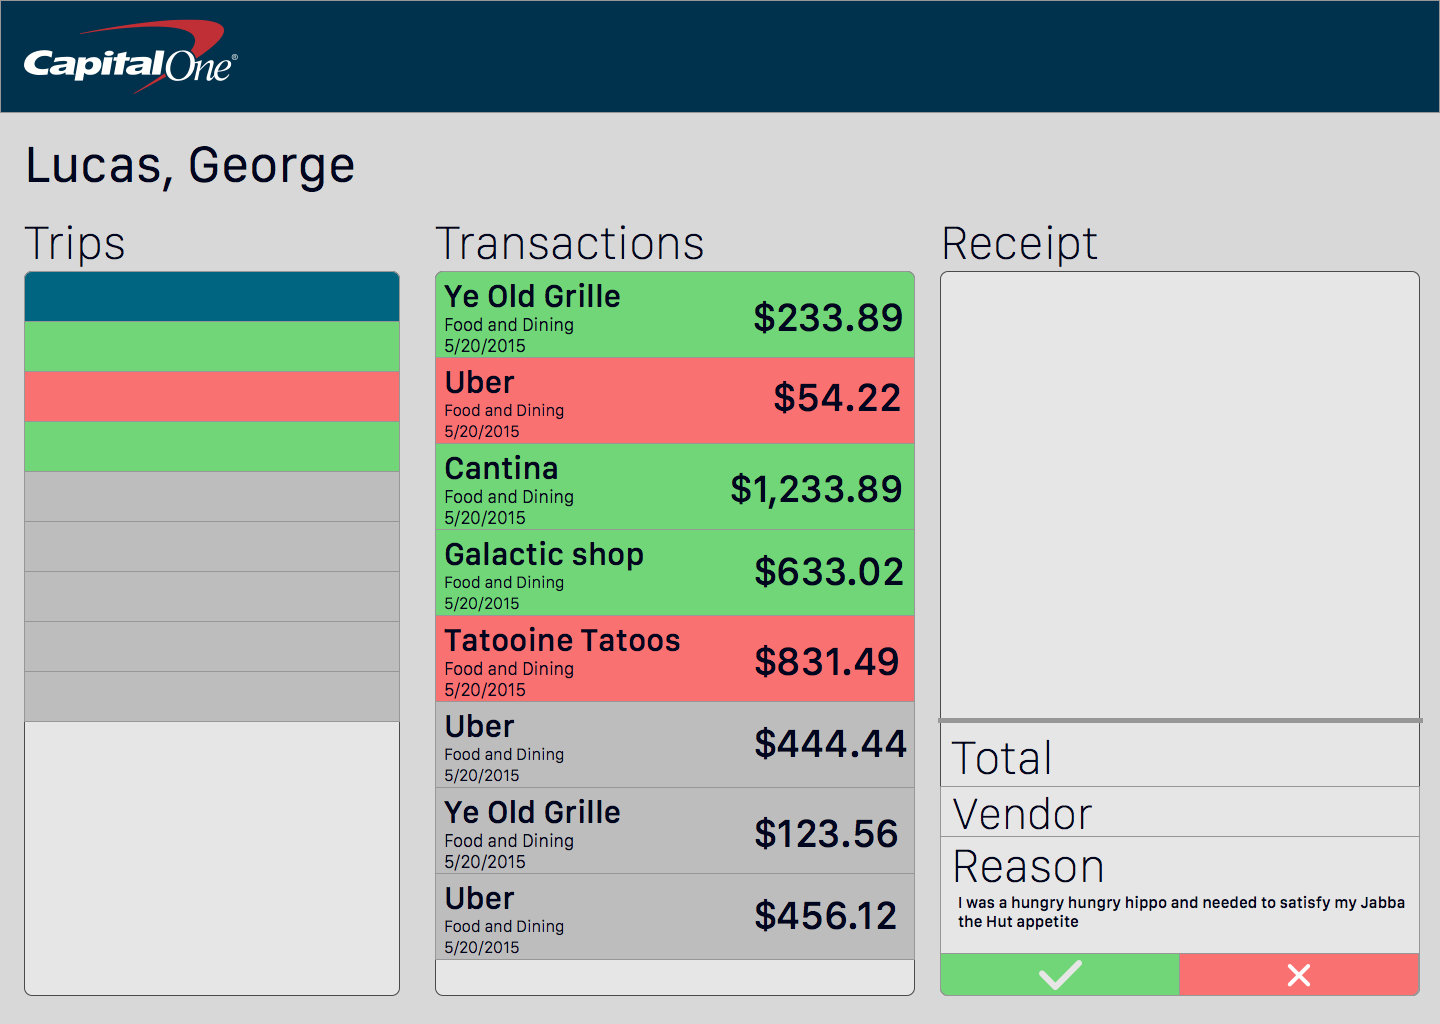 CapitalOne®
Lucas, George
Trips
Transactions
Ye Old Grille
Food and Dining
5/20/2015
$233.89
Uber
Food and Dining
5/20/2015
$54.22
Cantina
Food and Dining
5/20/2015
$1,233.89
Galactic shop
Food and Dining
5/20/2015
$633.02
Tatooine Tatoos
Food and Dining
5/20/2015
$831.49
Uber
Food and Dining
5/20/2015
$444.44
Ye Old Grille
Food and Dining
5/20/2015
$123.56
Uber
Food and Dining
5/20/2015
$456.12
Receipt
Total
Vendor
Reason
I was a hungry hungry hippo and needed to satisfy my Jabba
the Hut appetite